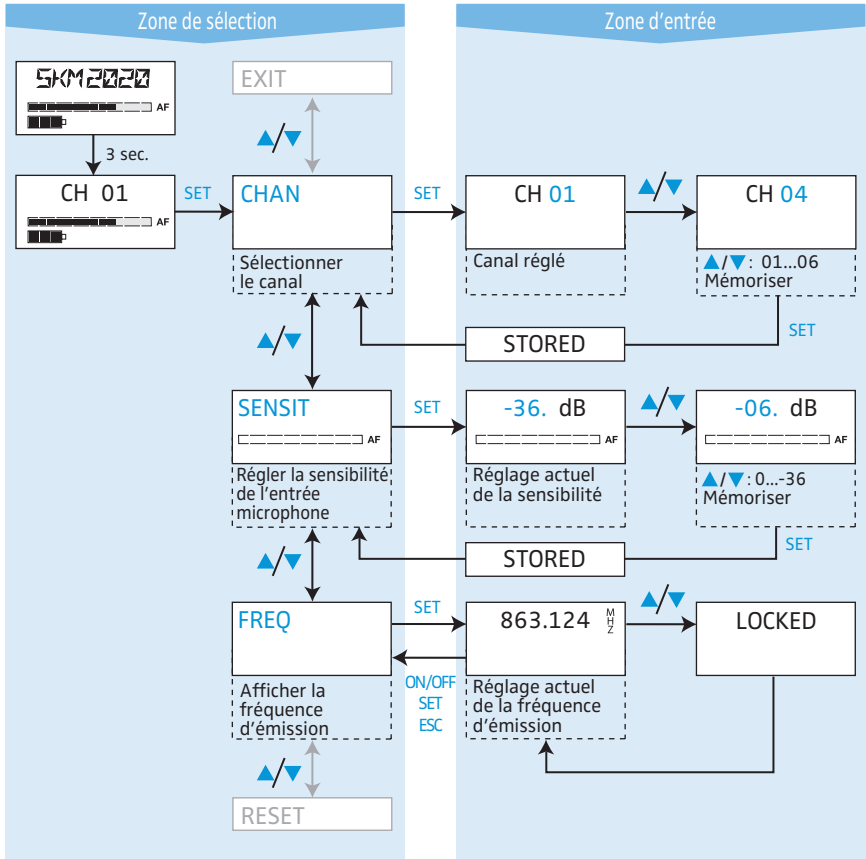 Zone de sélection
Zone d'entrée
SKM2020
AF
EXIT
▲/▼
3 sec.
CH 01
AF
SET
CHAN
SET
CH 01
▲/▼
CH 04
Sélectionner
le canal
Canal réglé
▲/▼: 01...06
Mémoriser
▲/▼
STORED
SET
SENSIT
AF
SET
-36. dB
AF
▲/▼
-06. dB
AF
Régler la sensibilité
de l'entrée
microphone
Réglage actuel
de la sensibilité
▲/▼: 0...-36
Mémoriser
▲/▼
STORED
SET
FREQ
SET
863.124 MHZ
▲/▼
LOCKED
ON/OFF
SET
ESC
Afficher la
fréquence
d'émission
Réglage actuel
de la fréquence
d'émission
▲/▼
RESET